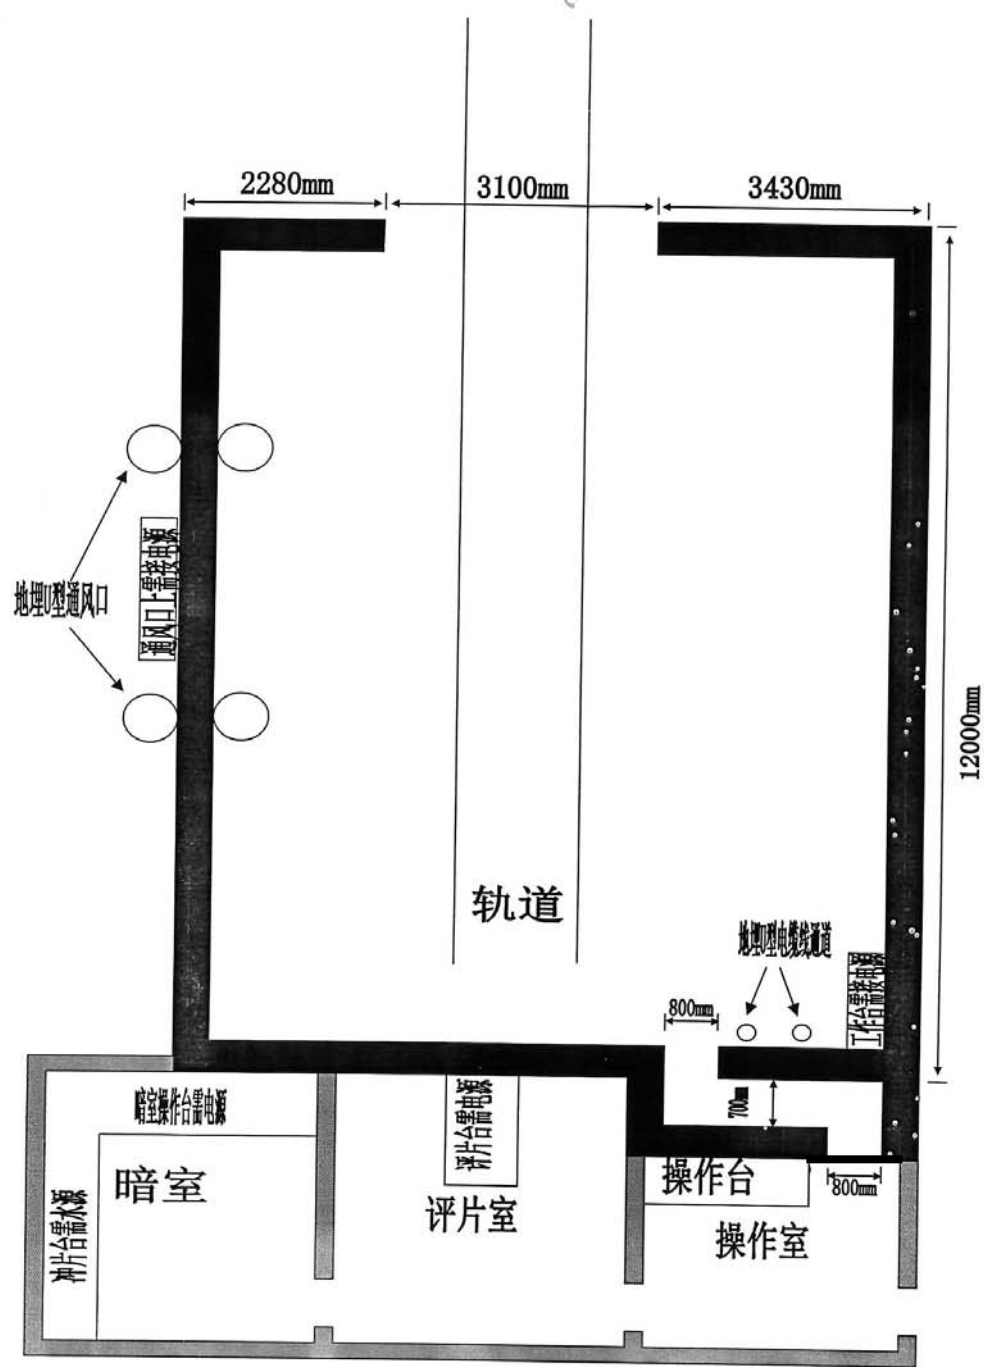 2280mm
3100mm
3430mm
地埋U型通风口
通风口上需接电源
12000mm
轨道
地埋U型电缆线通道
800mm
工作台需接电源
700mm
暗室操作台需电源
评片台需电源
暗室
冲片台需水源
评片室
操作台
800mm
操作室